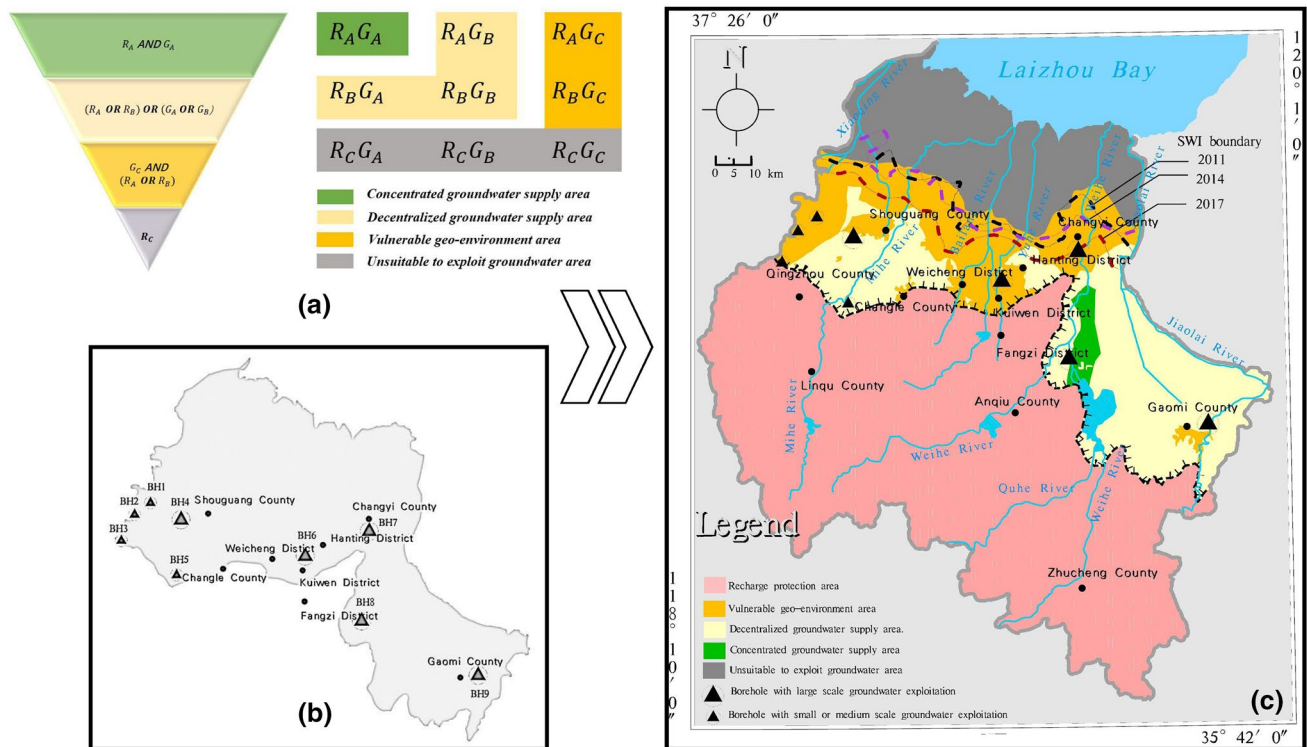 R_A AND G_A
(R_A OR R_B) OR (G_A OR G_B)
G_C AND
(R_A OR R_B)
R_C
R_AG_A R_AG_B R_AG_C
R_BG_A R_BG_B R_BG_C
R_CG_A R_CG_B R_CG_C
Concentrated groundwater supply area
Decentralized groundwater supply area
Vulnerable geo-environment area
Unsuitable to exploit groundwater area
(a)
BH1
BH2
BH3
BH4
Shouguang County
Changyi County
BH7
BH6
Hanting District
Weicheng Distict
BH5
Changle County
Kuiwen District
Fangzi District
BH8
Gaomi County
BH9
(b)
37° 26′ 0″
120° 1′ 0″
N
0 5 10 km
Laizhou Bay
Xiaoqing River
SWI boundary
2011
2014
2017
Shouguang County
Mihe River
Bailang River
Yuhe River
Weihe River
Jiaolai River
Changyi County
Hanting District
Qingzhou County
Weicheng Distict
Changle County
Kuiwen District
Fangzi District
Jiaolai River
Linqu County
Mihe River
Anqiu County
Gaomi County
Weihe River
Quhe River
Weihe River
Zhucheng County
Legend
Recharge protection area
Vulnerable geo-environment area
Decentralized groundwater supply area.
Concentrated groundwater supply area
Unsuitable to exploit groundwater area
Borehole with large scale groundwater exploitation
Borehole with small or medium scale groundwater exploitation
118° 10′ 0″
(c)
35° 42′ 0″